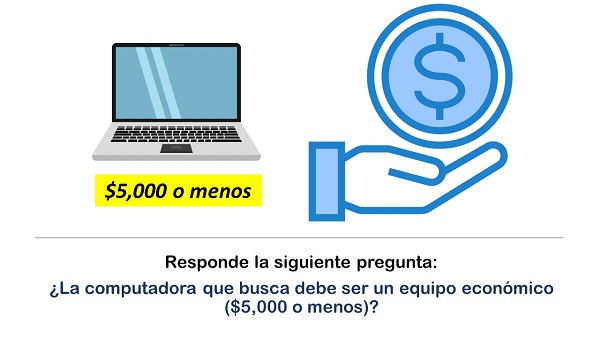 $5,000 o menos
$
Responde la siguiente pregunta:
¿La computadora que busca debe ser un equipo económico
($5,000 o menos)?